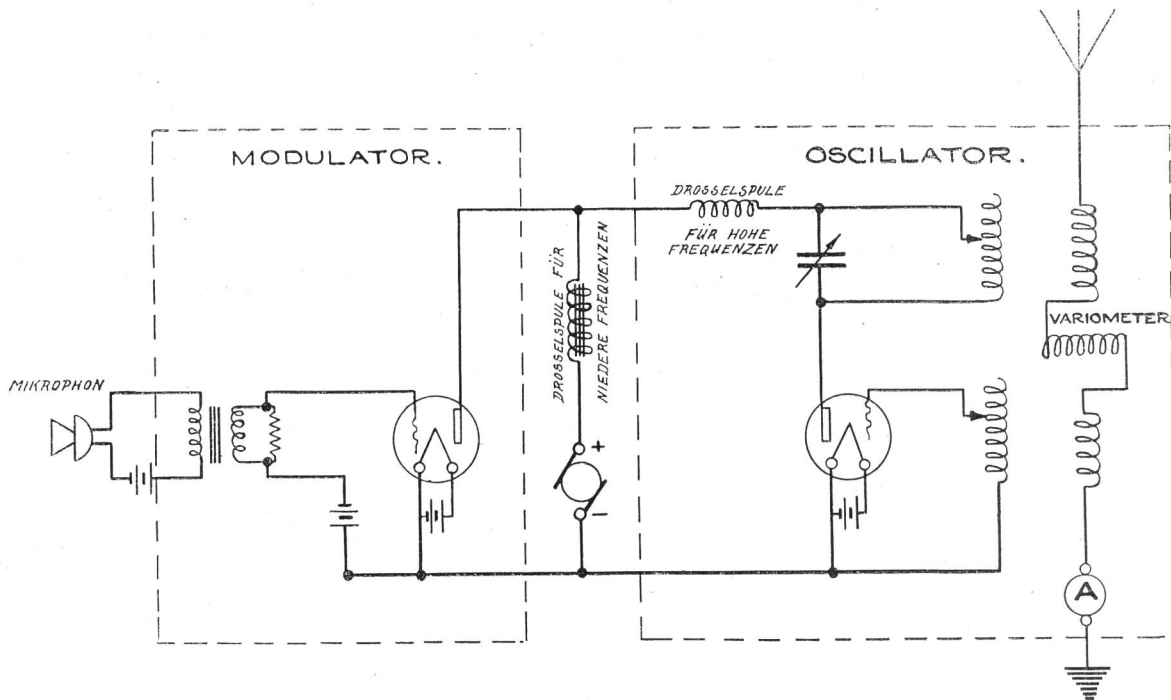 MODULATOR.
OSCILLATOR.
DROSSELSPULE
FÜR HOHE
FREQUENZEN
DROSSELSPULE FÜR
NIEDERE FREQUENZEN
VARIOMETER
MIKROPHON
+
−
A